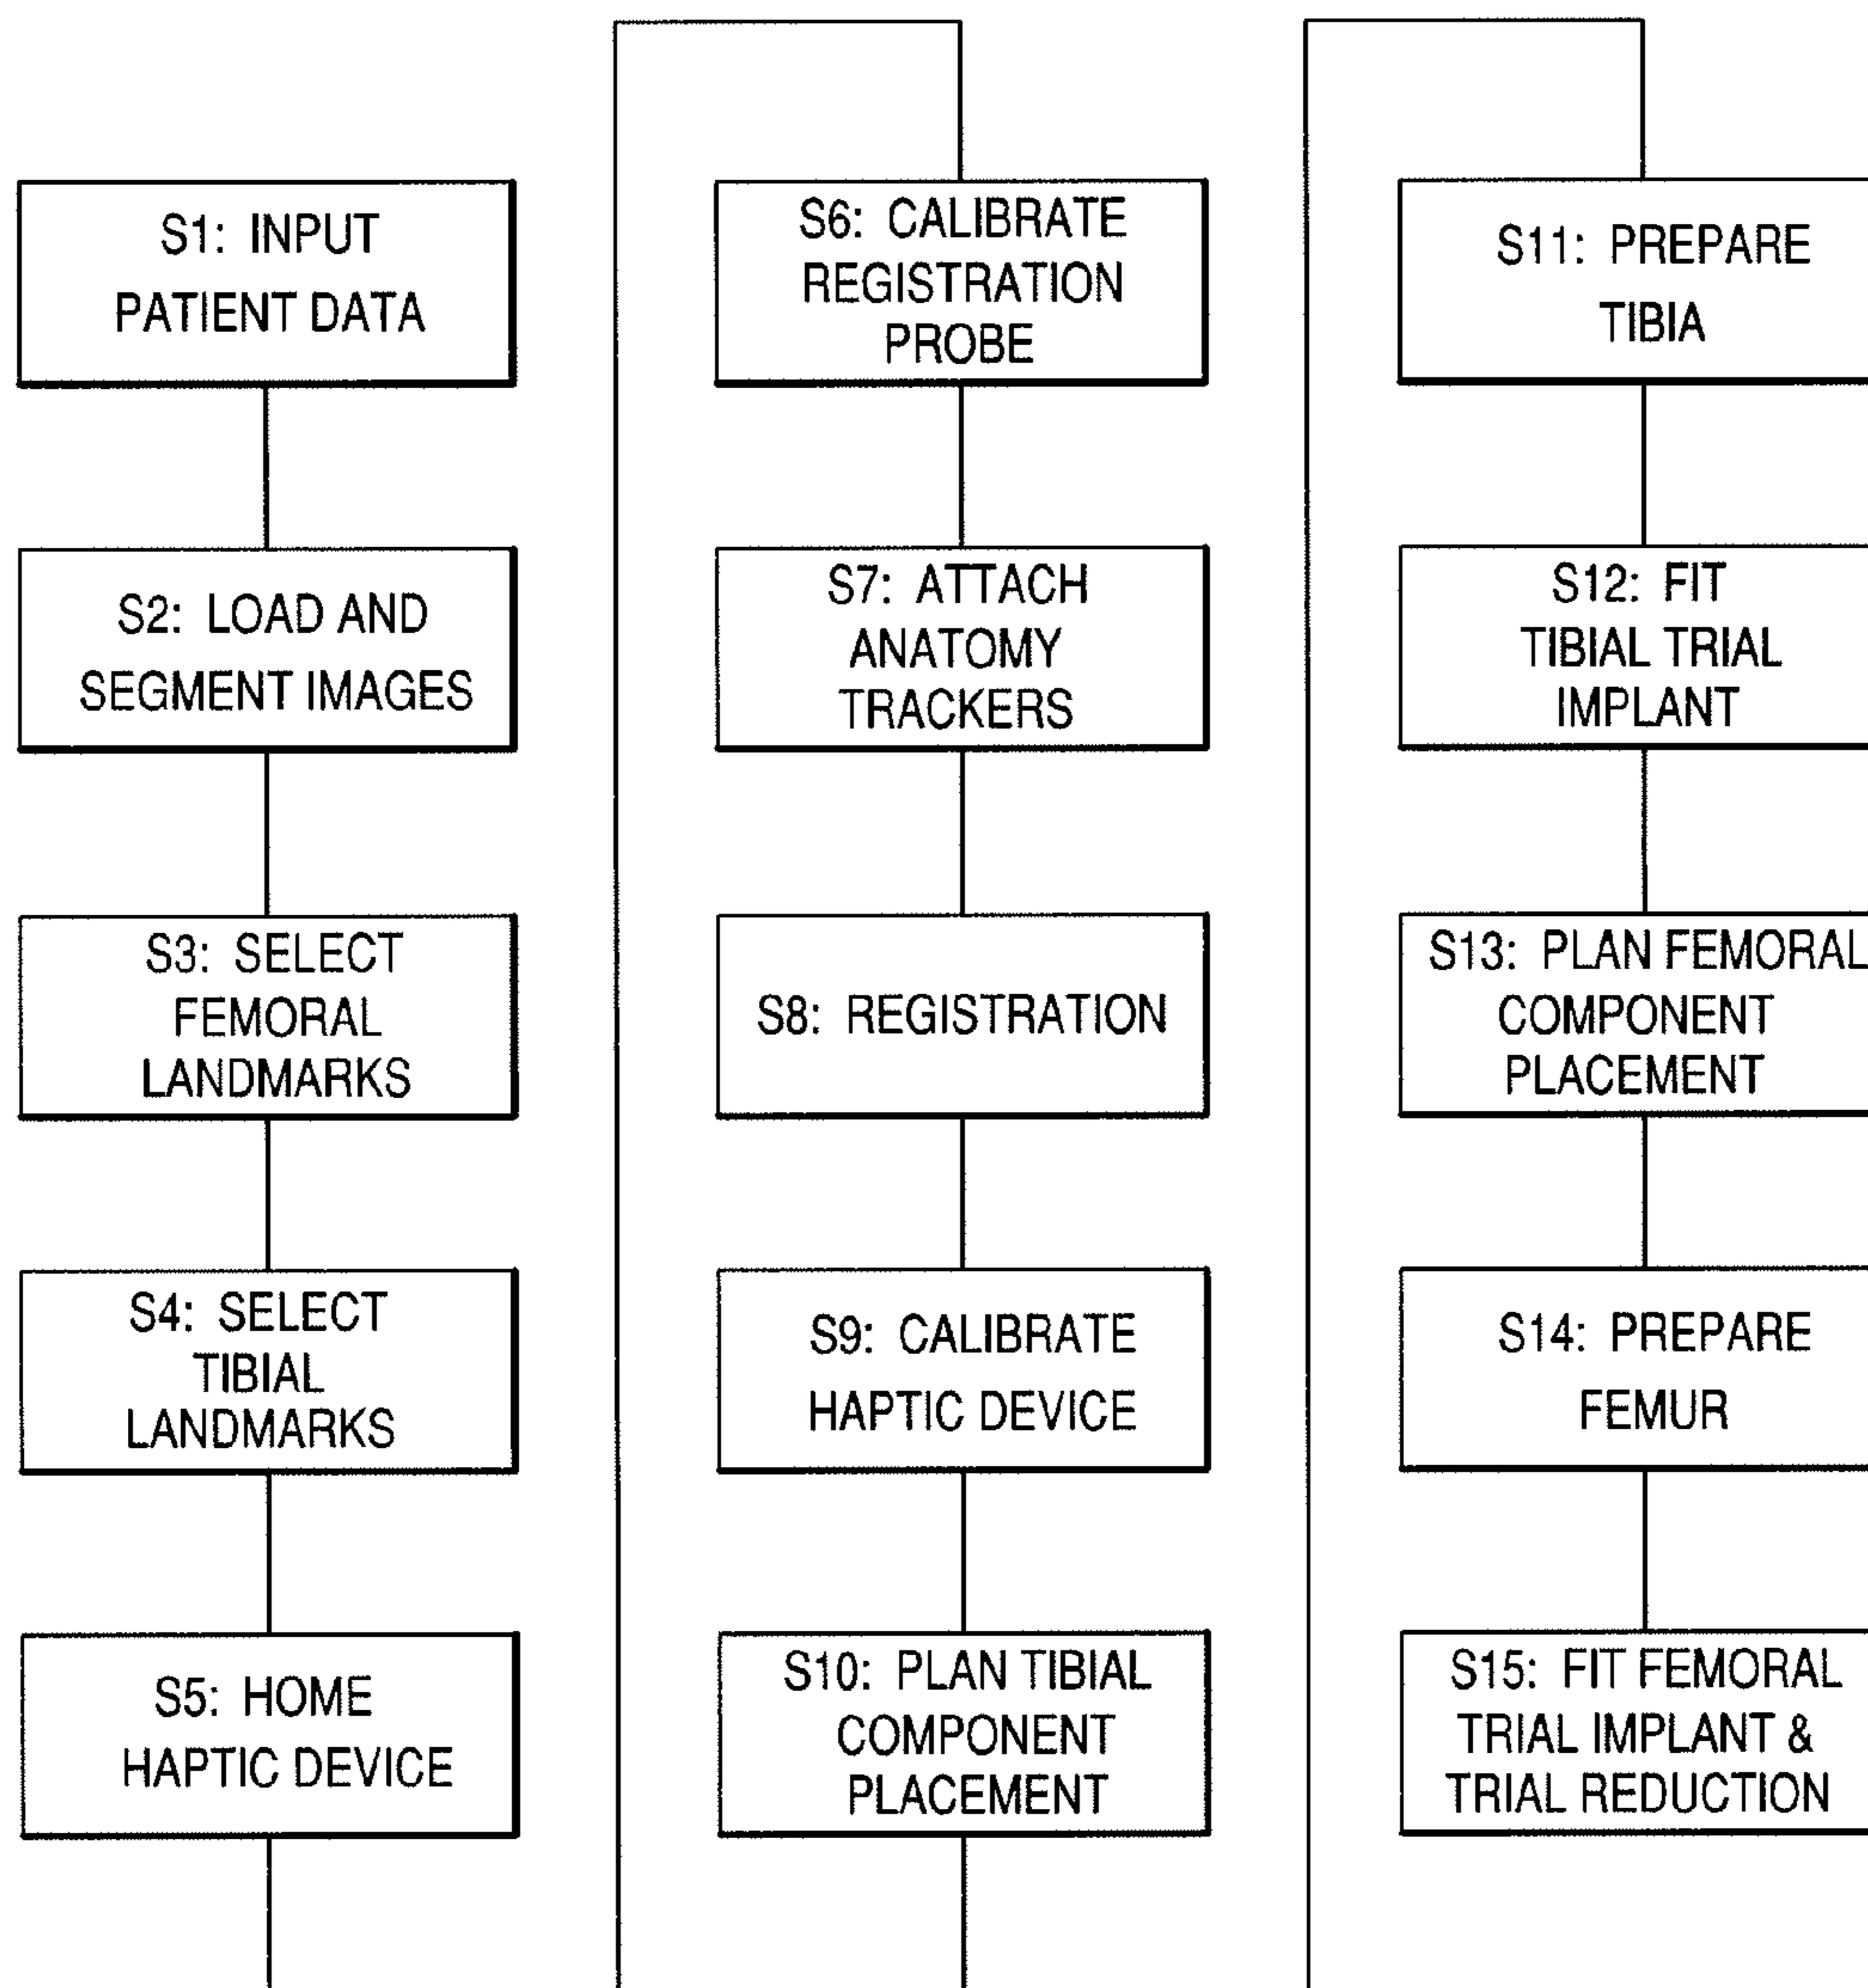 S1: INPUT
PATIENT DATA
S2: LOAD AND
SEGMENT IMAGES
S3: SELECT
FEMORAL
LANDMARKS
S4: SELECT
TIBIAL
LANDMARKS
S5: HOME
HAPTIC DEVICE
S6: CALIBRATE
REGISTRATION
PROBE
S7: ATTACH
ANATOMY
TRACKERS
S8: REGISTRATION
S9: CALIBRATE
HAPTIC DEVICE
S10: PLAN TIBIAL
COMPONENT
PLACEMENT
S11: PREPARE
TIBIA
S12: FIT
TIBIAL TRIAL
IMPLANT
S13: PLAN FEMORAL
COMPONENT
PLACEMENT
S14: PREPARE
FEMUR
S15: FIT FEMORAL
TRIAL IMPLANT &
TRIAL REDUCTION